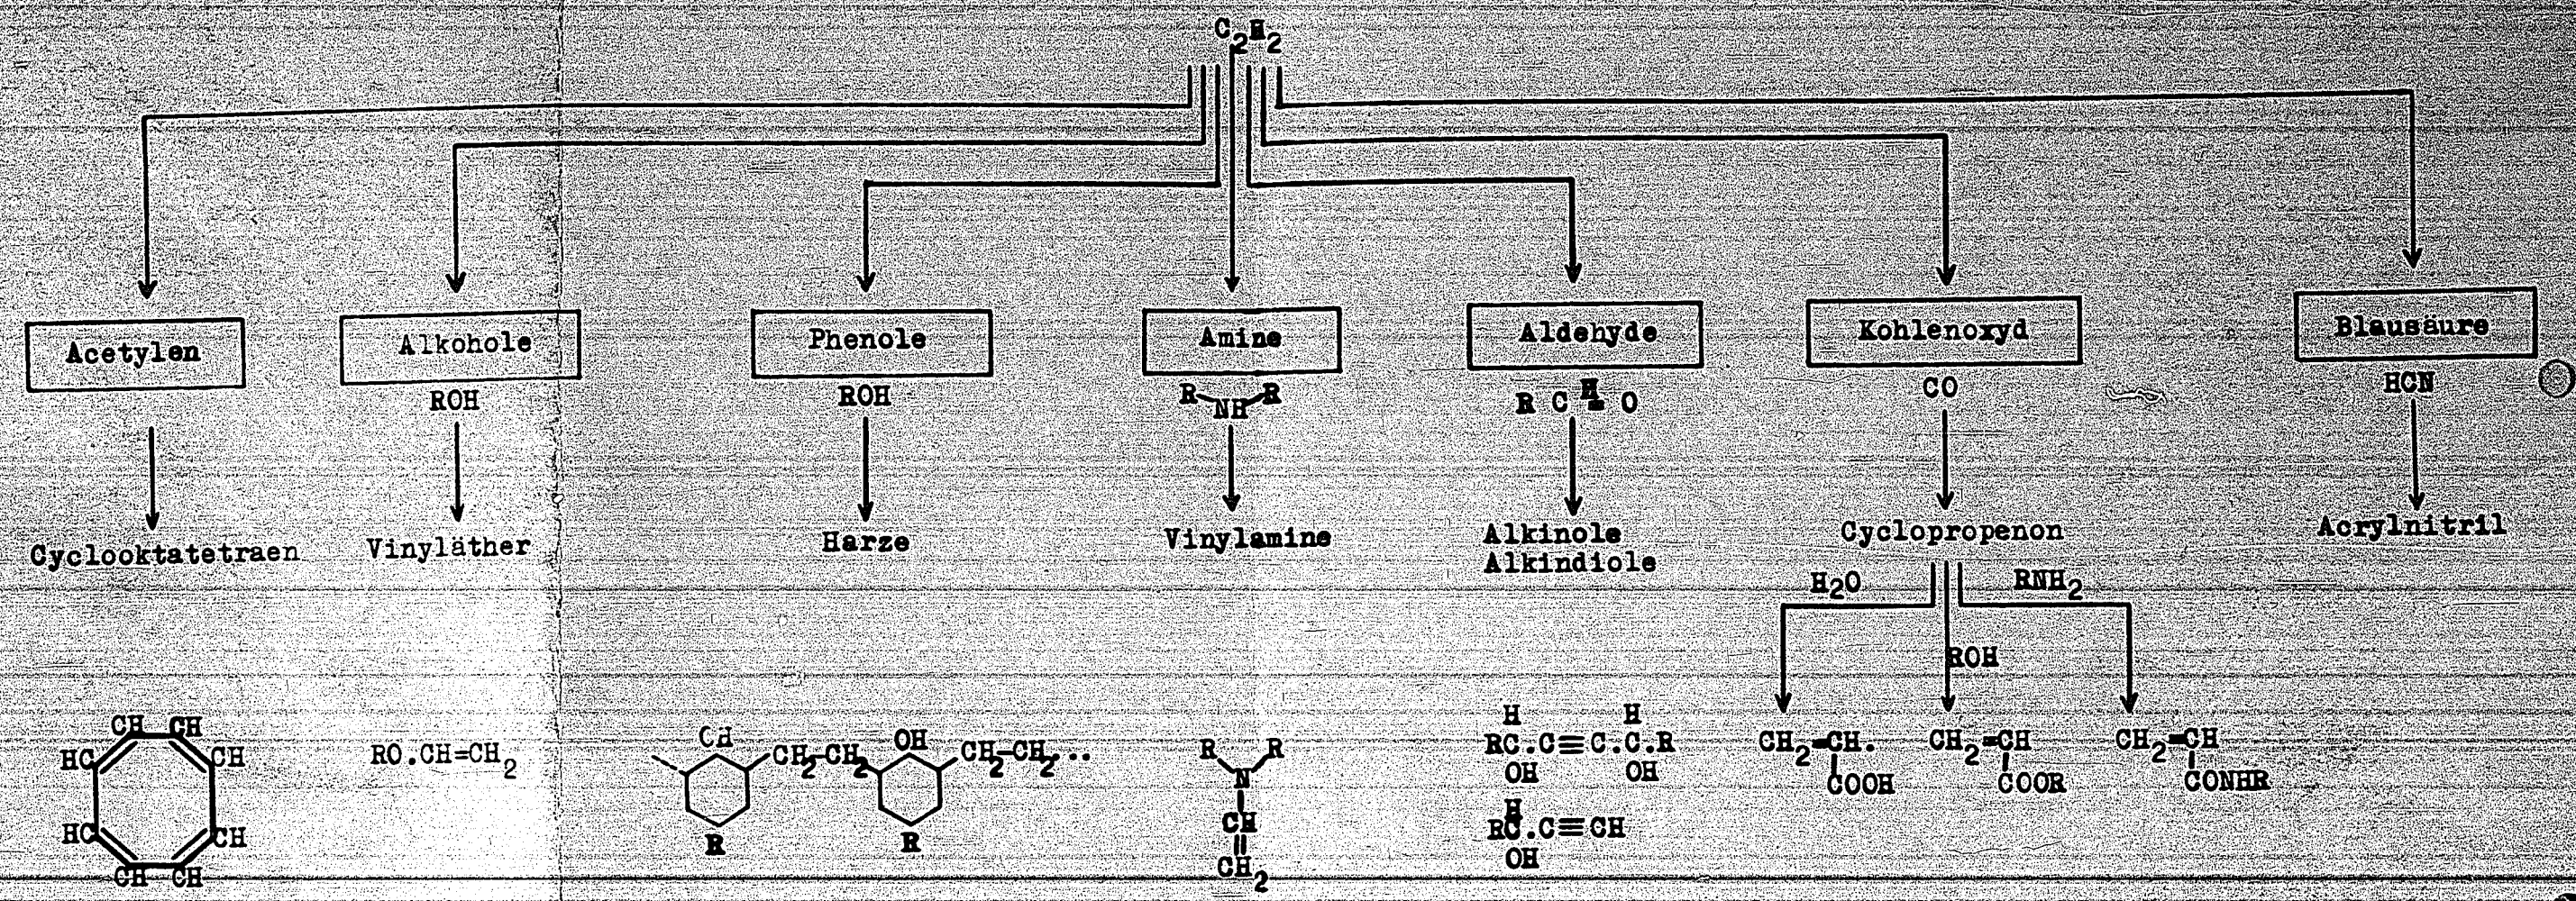 C2H2
Acetylen
Alkohole
Phenole
Amine
Aldehyde
Kohlenoxyd
Blausäure
ROH
ROH
R NH R
H
R C = O
CO
HCN
Cyclooktatetraen
Vinyläther
Harze
Vinylamine
Alkinole
Alkindiole
Cyclopropenon
Acrylnitril
H2O
RNH2
ROH
CH CH
HC CH
HC CH
CH CH
RO.CH=CH2
OH CH2-CH2 OH CH2-CH2...
R R
R R
N
CH
CH2
H H
RC.C≡C.C.R
OH OH
H
RC.C≡CH
OH
CH2=CH.
COOH
CH2=CH
COOR
CH2=CH
CONHR